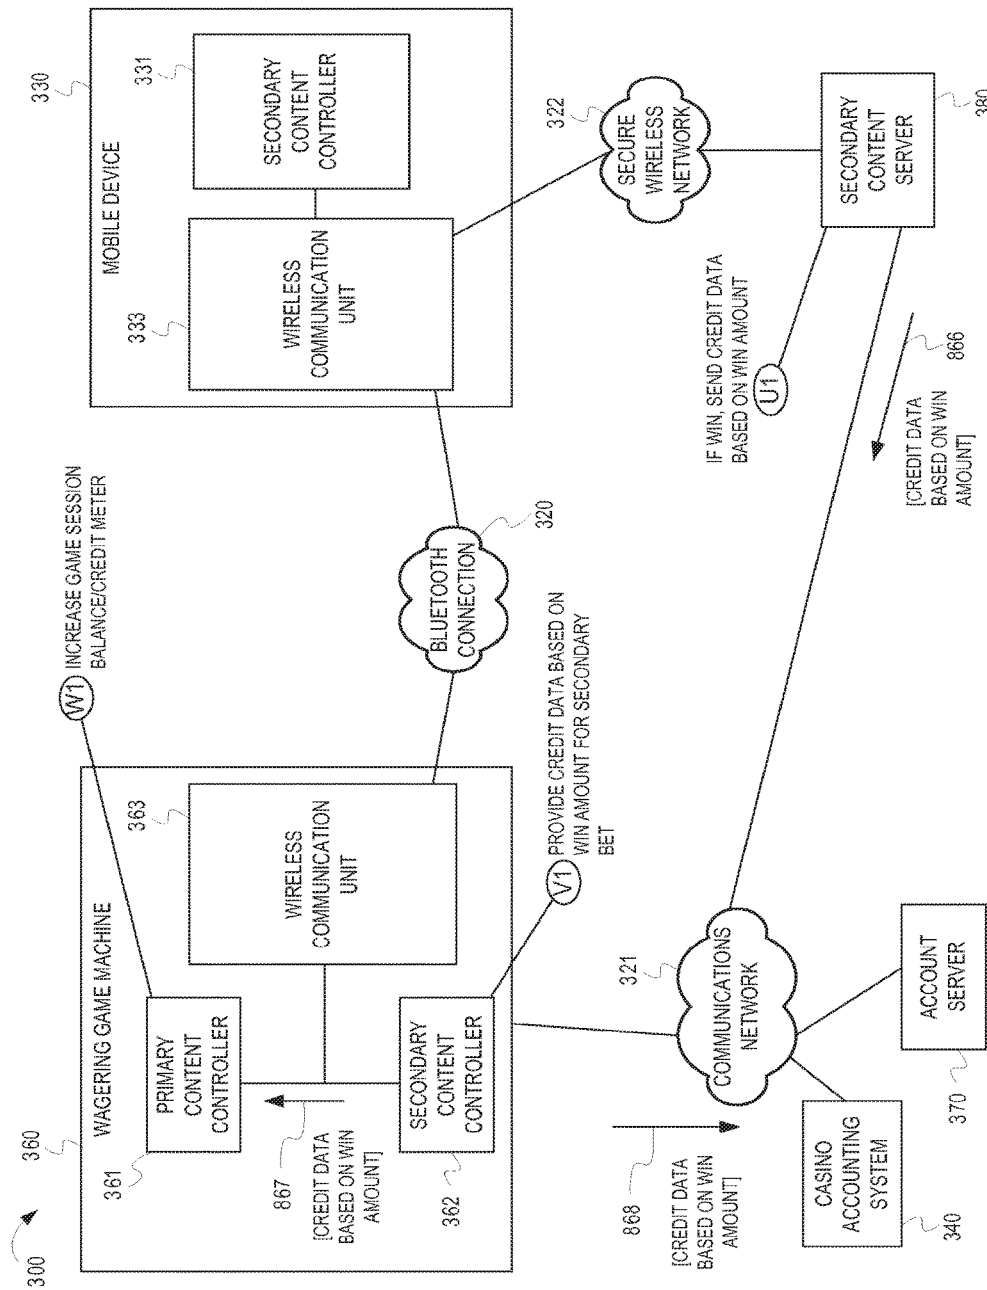 300
360
WAGERING GAME MACHINE
361
PRIMARY
CONTENT
CONTROLLER
867
[CREDIT DATA
BASED ON WIN
AMOUNT]
362
SECONDARY
CONTENT
CONTROLLER
363
WIRELESS
COMMUNICATION
UNIT
W1
INCREASE GAME SESSION
BALANCE/CREDIT METER
V1
PROVIDE CREDIT DATA BASED ON
WIN AMOUNT FOR SECONDARY
BET
BLUETOOTH
CONNECTION
320
330
MOBILE DEVICE
331
SECONDARY
CONTENT
CONTROLLER
333
WIRELESS
COMMUNICATION
UNIT
322
SECURE
WIRELESS
NETWORK
SECONDARY
CONTENT
SERVER
380
IF WIN, SEND CREDIT DATA
BASED ON WIN AMOUNT
U1
866
[CREDIT DATA
BASED ON WIN
AMOUNT]
321
COMMUNICATIONS
NETWORK
868
[CREDIT DATA
BASED ON WIN
AMOUNT]
CASINO
ACCOUNTING
SYSTEM
340
ACCOUNT
SERVER
370